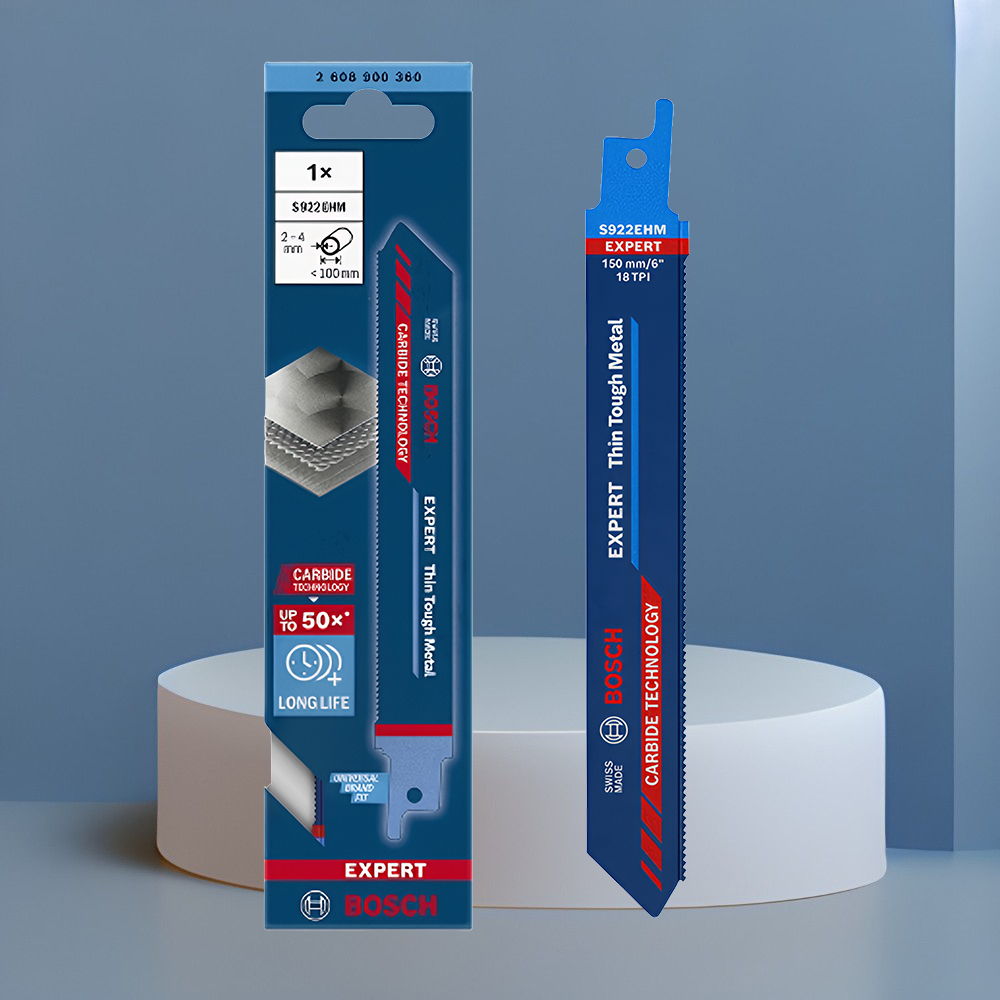 2 608 900 360
1×
S922EHM
2-4
mm
< 100 mm
SWISS
MADE
BOSCH
CARBIDE TECHNOLOGY
EXPERT Thin Tough Metal
CARBIDE
TECHNOLOGY
UP
TO 50×*
LONG LIFE
UNIVERSAL
BRAND
FIT
EXPERT
BOSCH
S922EHM
EXPERT
150 mm/6"
18 TPI
EXPERT Thin Tough Metal
BOSCH
CARBIDE TECHNOLOGY
SWISS
MADE